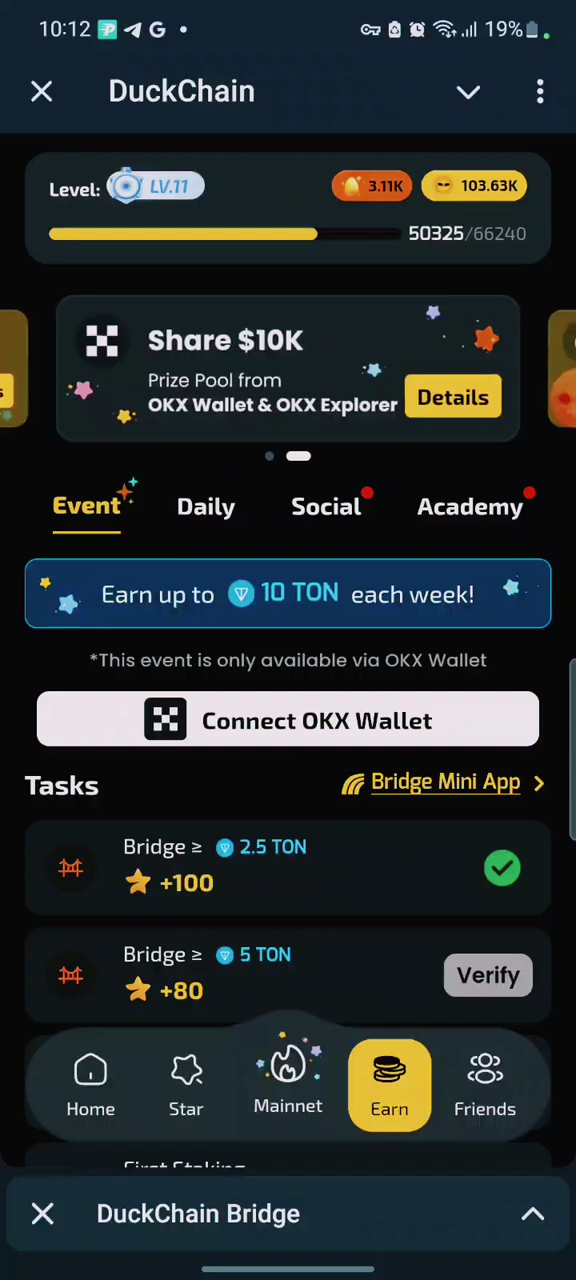 10:12 G 19%
DuckChain
Level: LV.11 3.11K 103.63K
50325/66240
Share $10K
Prize Pool from
OKX Wallet & OKX Explorer Details
Event Daily Social Academy
Earn up to 10 TON each week!
*This event is only available via OKX Wallet
Connect OKX Wallet
Tasks Bridge Mini App
Bridge ≥ 2.5 TON
+100
Bridge ≥ 5 TON
+80 Verify
Home Star Mainnet Earn Friends
First Staking
DuckChain Bridge